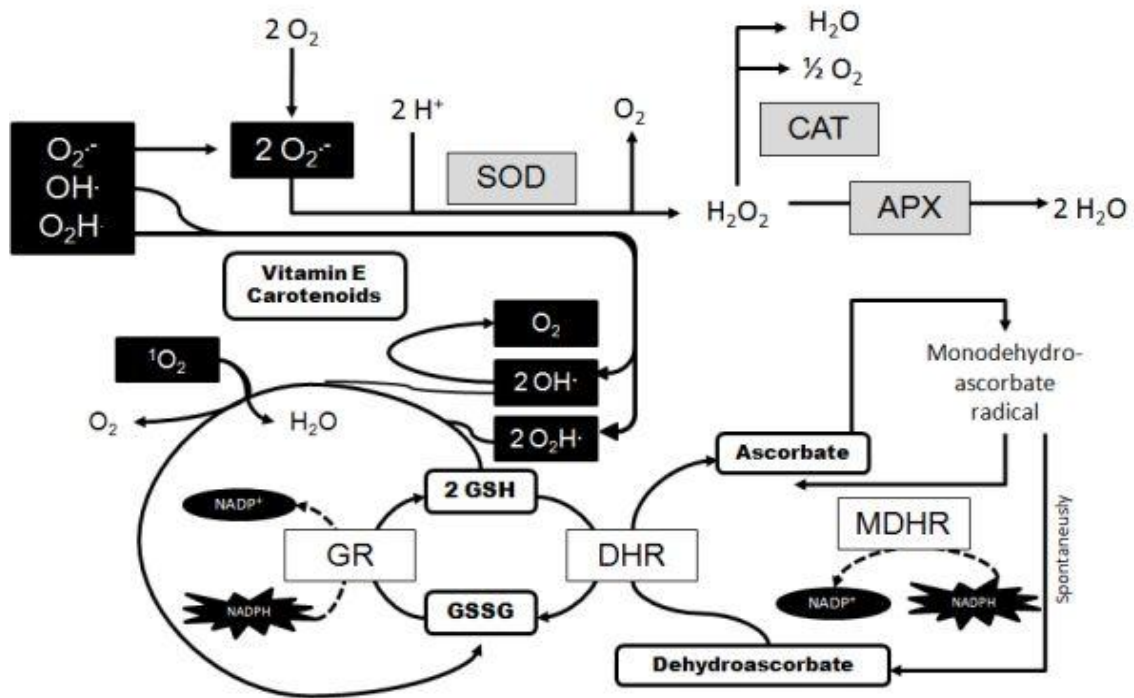 2 O₂
H₂O
½ O₂
2 H⁺
O₂
CAT
O₂·⁻
OH·
O₂H·
2 O₂·⁻
SOD
H₂O₂
APX
2 H₂O
Vitamin E
Carotenoids
O₂
¹O₂
2 OH·
Monodehydro-
ascorbate
radical
O₂
H₂O
2 O₂H·
Ascorbate
2 GSH
NADP⁺
GR
DHR
MDHR
Spontaneusly
NADPH
GSSG
NADP⁺
NADPH
Dehydroascorbate